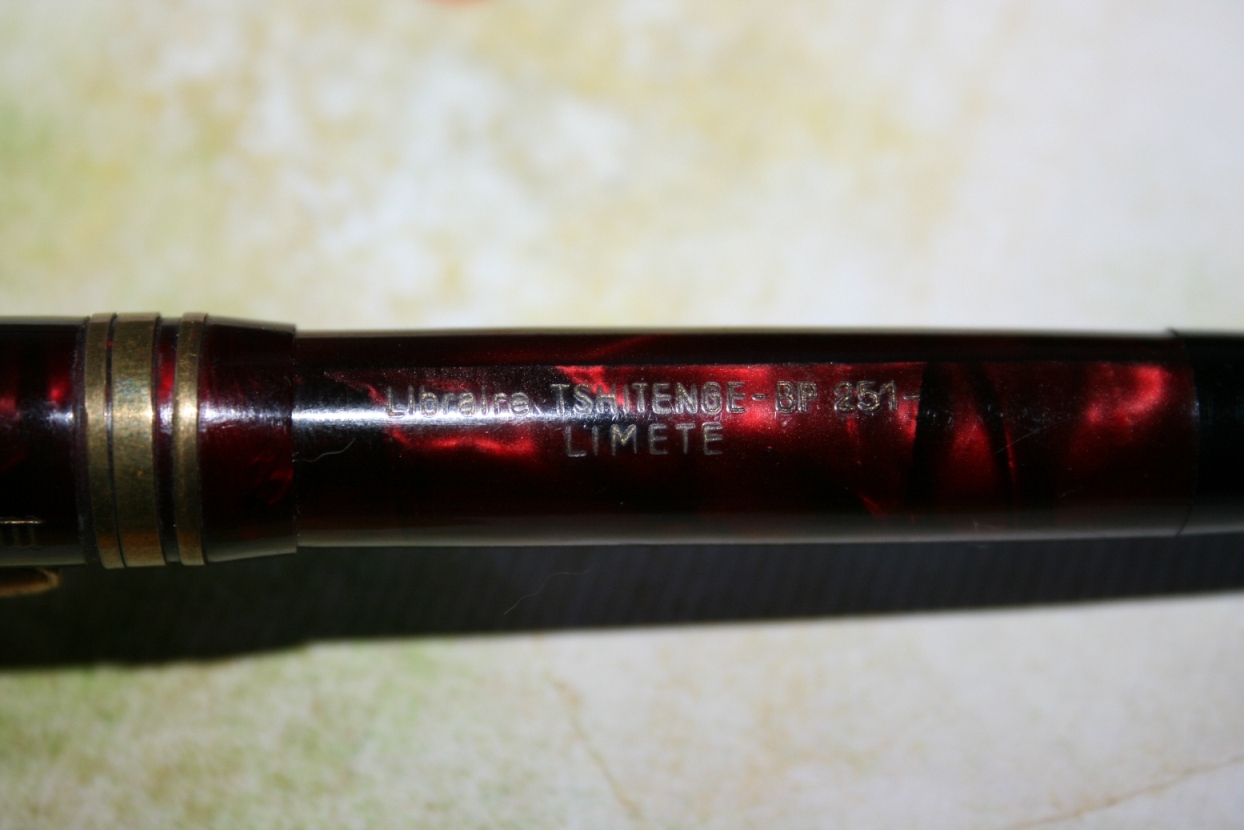 Libraire TSHITENGE - BP 251-
LIMETE